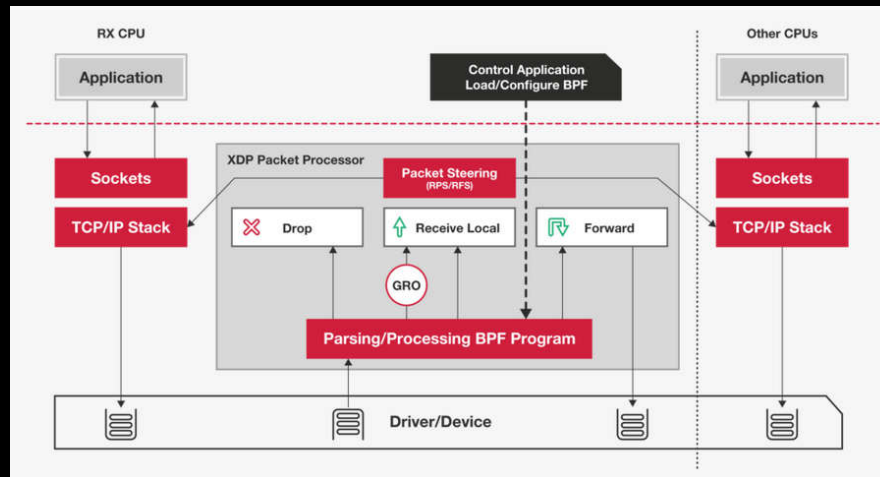 RX CPU
Other CPUs
Application
Control Application
Load/Configure BPF
Application
XDP Packet Processor
Sockets
Packet Steering
(RPS/RFS)
Sockets
TCP/IP Stack
Drop
Receive Local
Forward
TCP/IP Stack
GRO
Parsing/Processing BPF Program
Driver/Device